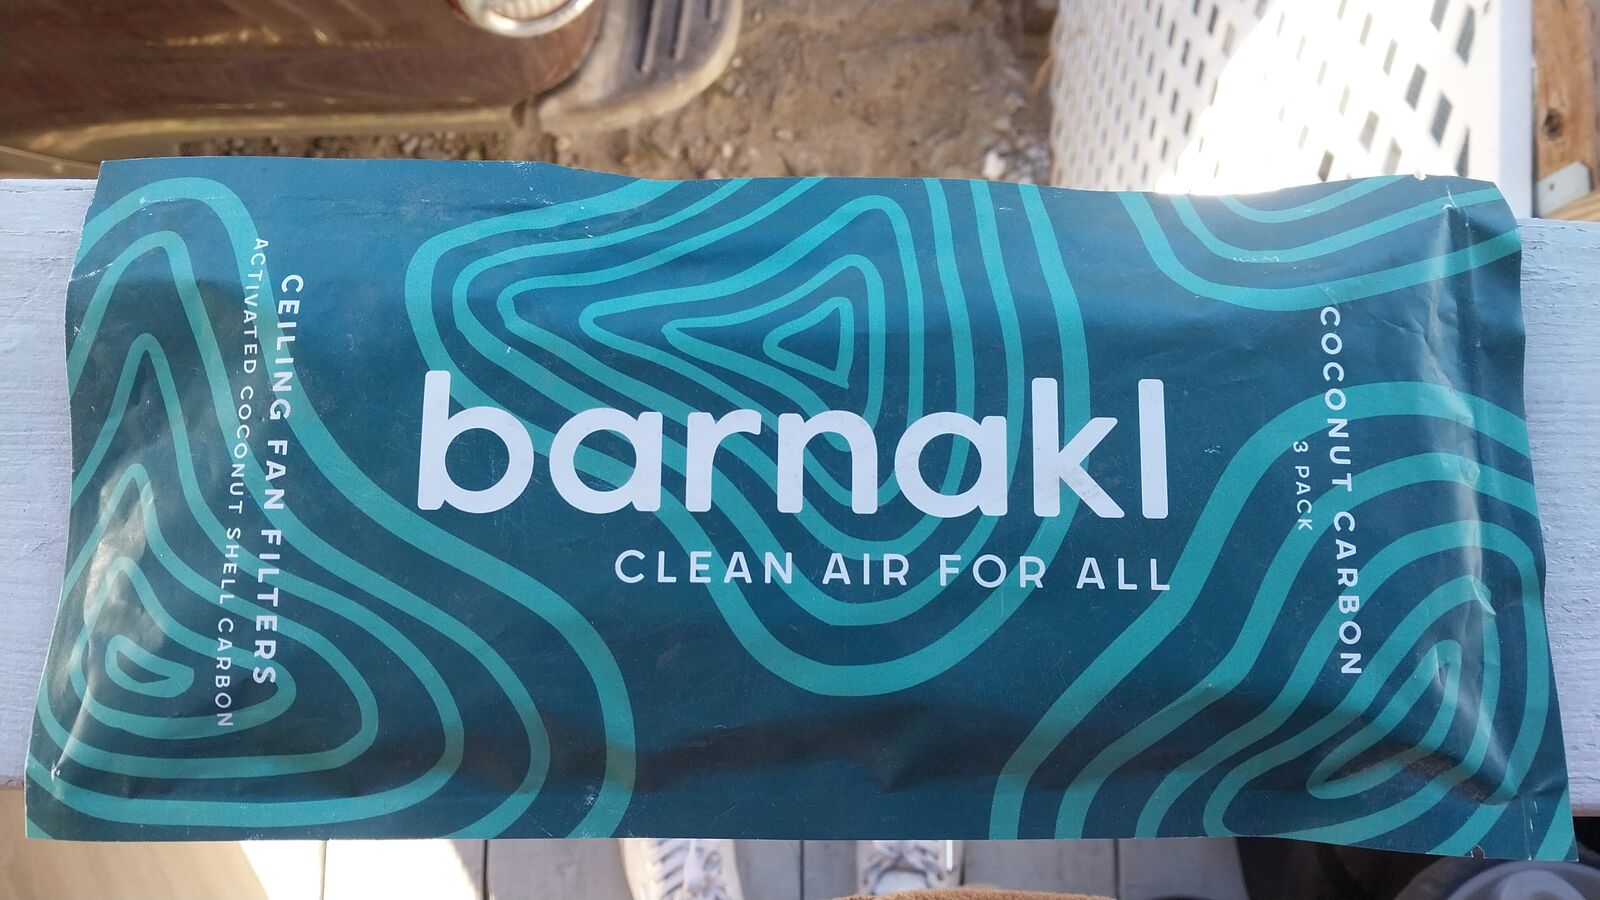 CEILING FAN FILTERS
ACTIVATED COCONUT SHELL CARBON
barnakl
CLEAN AIR FOR ALL
COCONUT CARBON
3 PACK